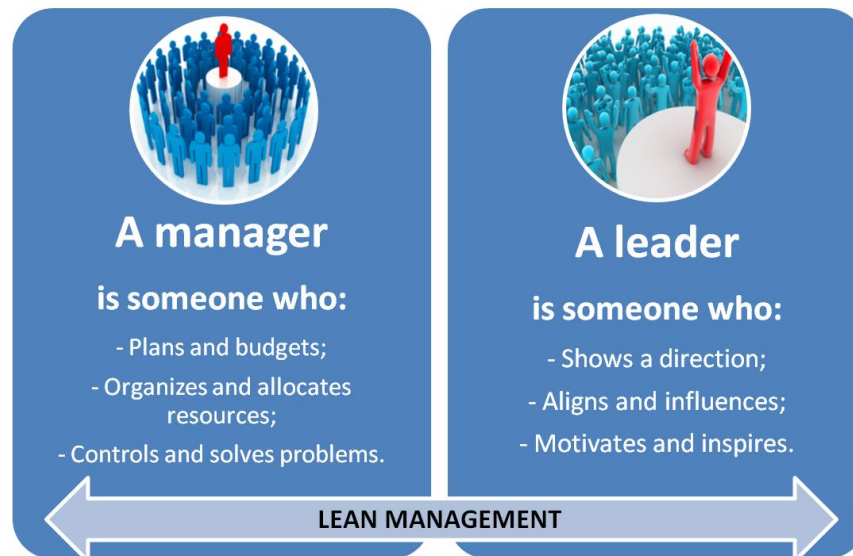 A manager
is someone who:
- Plans and budgets;
- Organizes and allocates
resources;
- Controls and solves problems.
A leader
is someone who:
- Shows a direction;
- Aligns and influences;
- Motivates and inspires.
LEAN MANAGEMENT